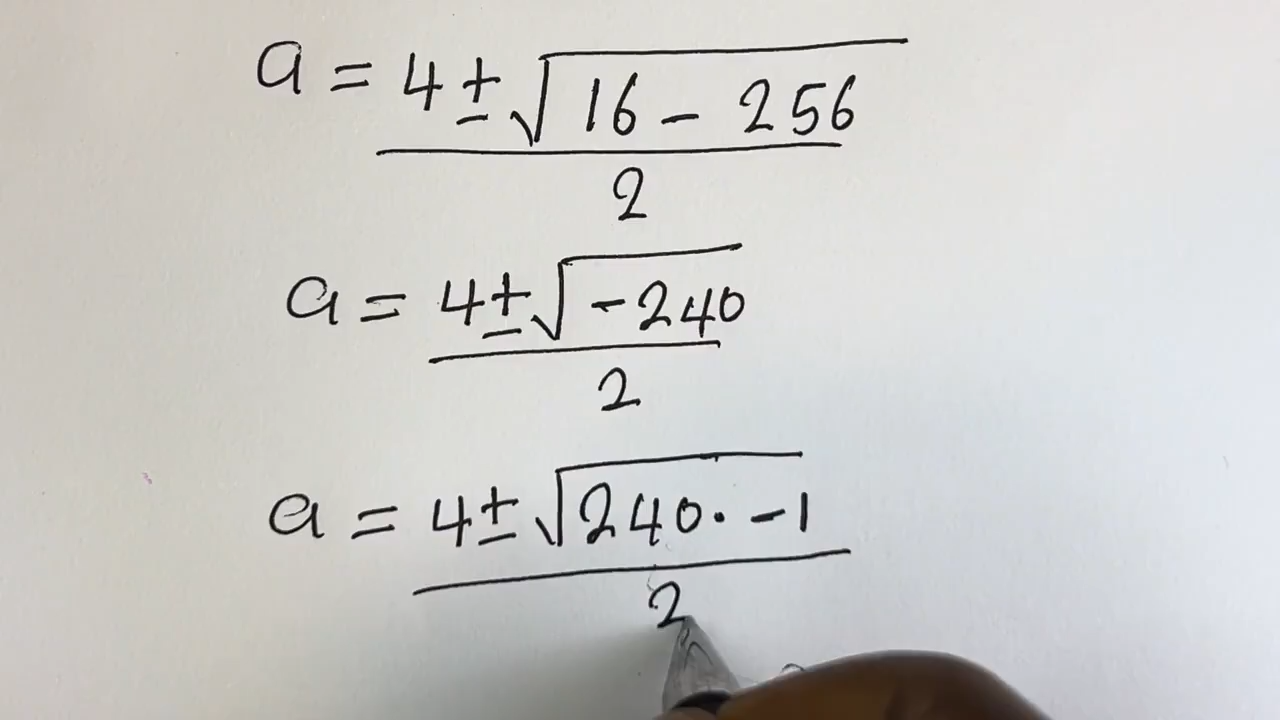 a = 4 ± √(16 - 256) / 2
a = 4 ± √(-240) / 2
a = 4 ± √(240 · -1) / 2